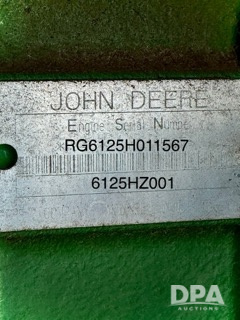 JOHN DEERE
Engine Serial Number
RG6125H011567
6125HZ001
DPA
AUCTIONS